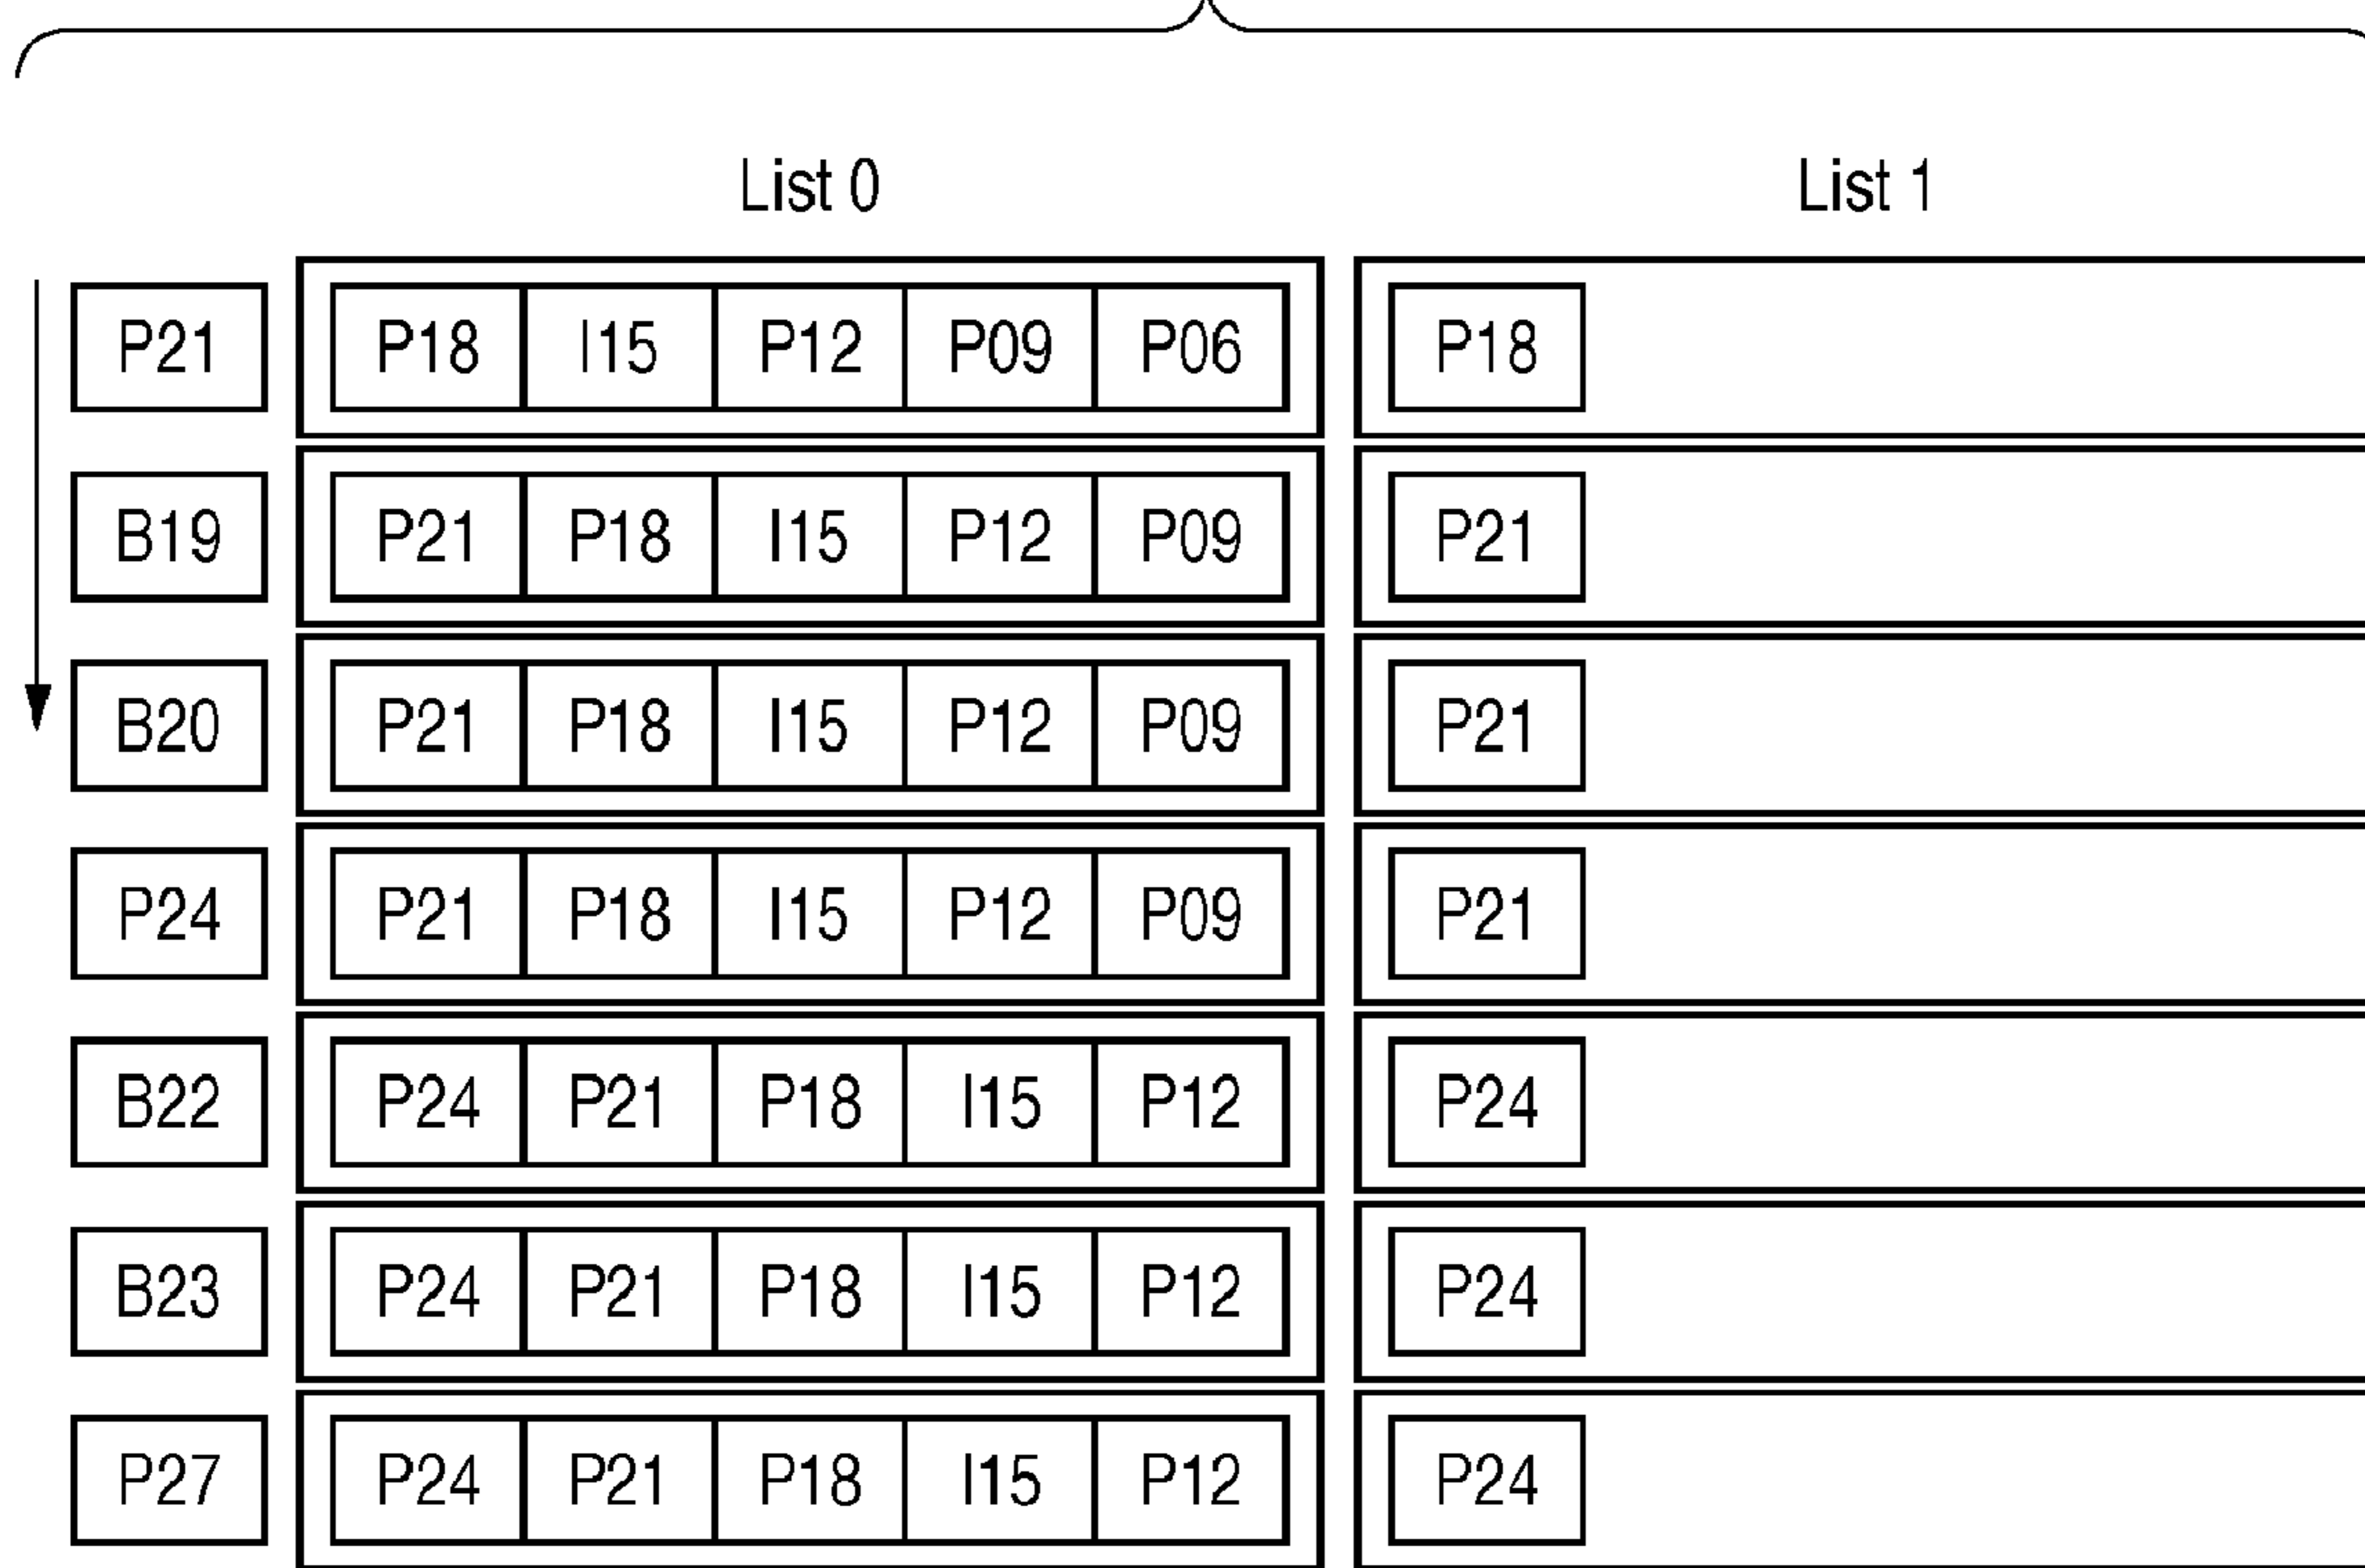 List 0 List 1
P21 P18 I15 P12 P09 P06 P18
B19 P21 P18 I15 P12 P09 P21
B20 P21 P18 I15 P12 P09 P21
P24 P21 P18 I15 P12 P09 P21
B22 P24 P21 P18 I15 P12 P24
B23 P24 P21 P18 I15 P12 P24
P27 P24 P21 P18 I15 P12 P24